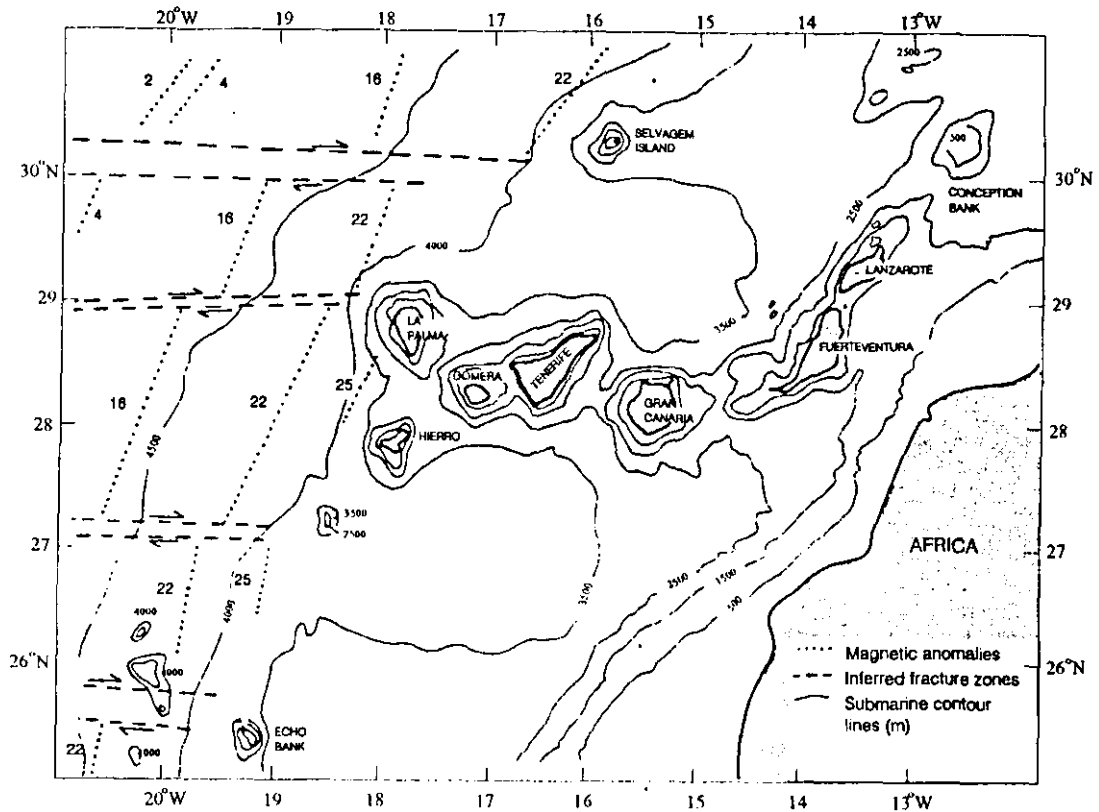 20°W 19 18 17 16 15 14 13°W
2 4 16 22
2500
SELVAGEM
ISLAND
500
30°N
30°N
CONCEPTION
BANK
4 16 22
2500
4000
LANZAROTE
29
29
LA
PALMA
3500
FUERTEVENTURA
GOMERA
TENERIFE
25
16 22
GRAN
CANARIA
28
28
HIERRO
4500
3500
27
27
AFRICA
2500
1500
500
3500
22 25
4000
4000
26°N
26°N
Magnetic anomalies
Inferred fracture zones
Submarine contour
lines (m)
ECHO
BANK
22
20°W 19 18 17 16 15 14 13°W